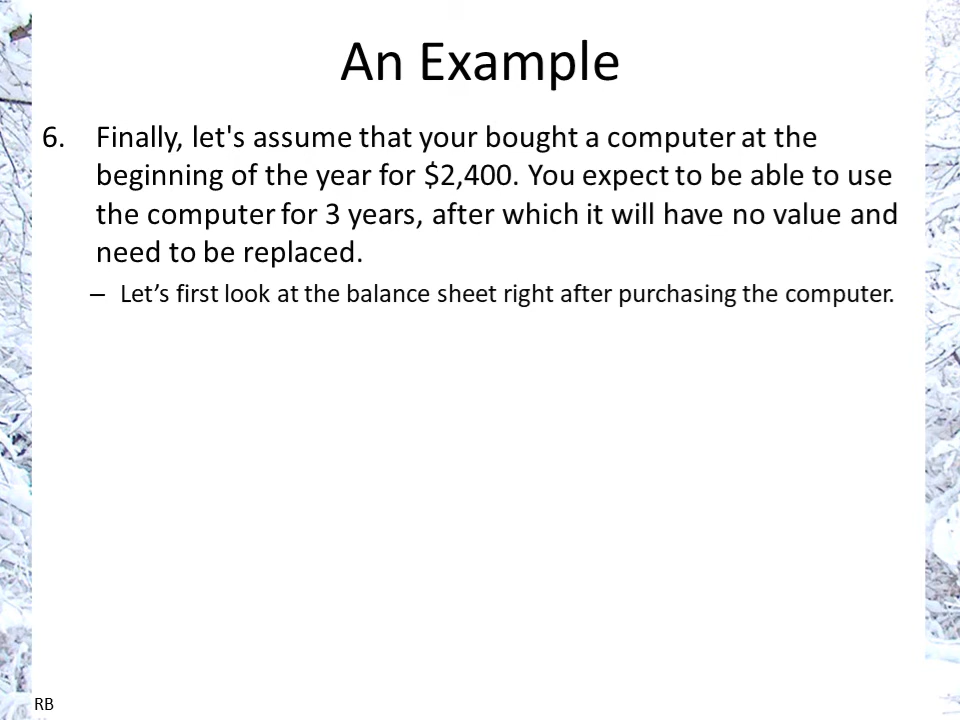 An Example
6. Finally, let's assume that your bought a computer at the
beginning of the year for $2,400. You expect to be able to use
the computer for 3 years, after which it will have no value and
need to be replaced.
– Let’s first look at the balance sheet right after purchasing the computer.
RB